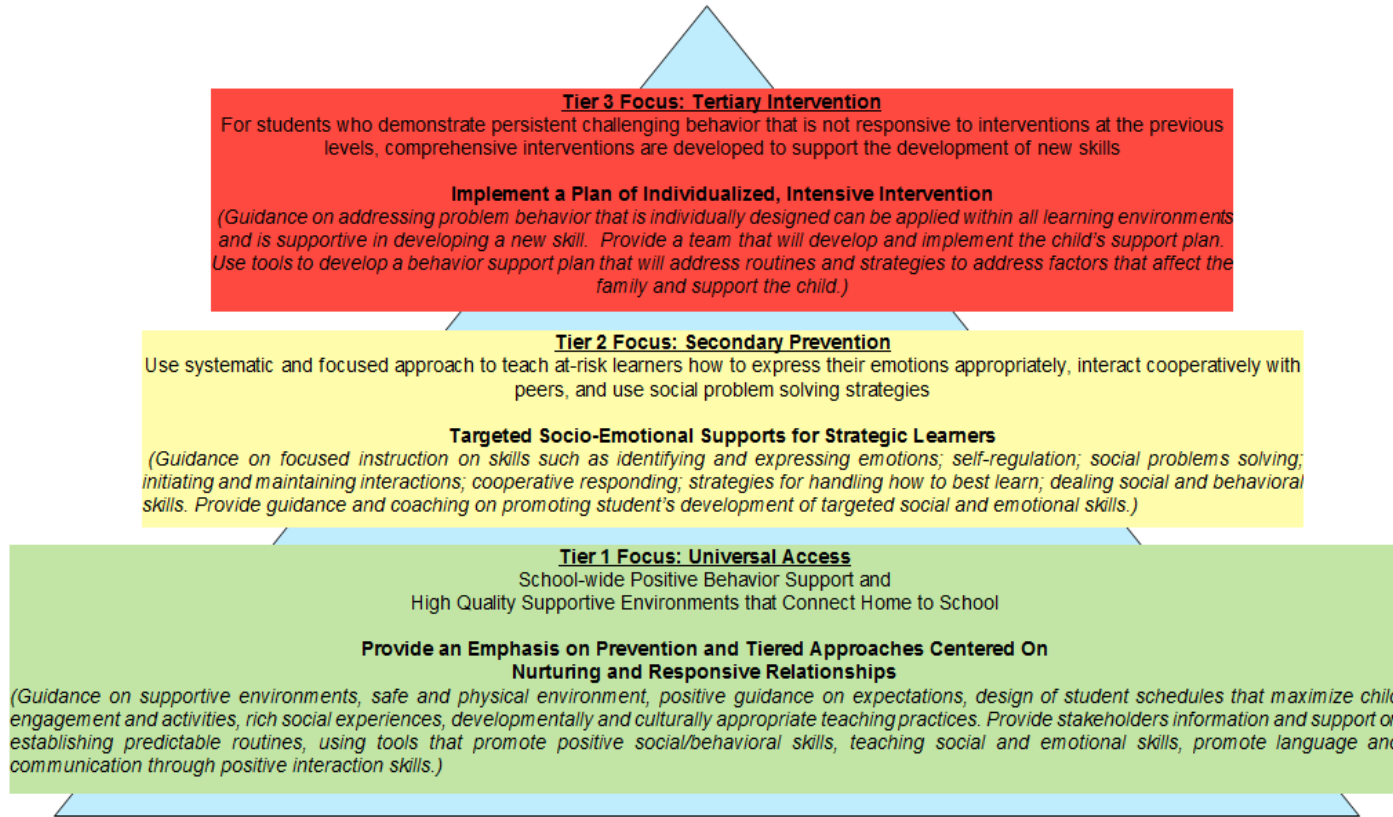 Tier 3 Focus: Tertiary Intervention
For students who demonstrate persistent challenging behavior that is not responsive to interventions at the previous
levels, comprehensive interventions are developed to support the development of new skills
Implement a Plan of Individualized, Intensive Intervention
(Guidance on addressing problem behavior that is individually designed can be applied within all learning environments
and is supportive in developing a new skill. Provide a team that will develop and implement the child's support plan.
Use tools to develop a behavior support plan that will address routines and strategies to address factors that affect the
family and support the child.)
Tier 2 Focus: Secondary Prevention
Use systematic and focused approach to teach at-risk learners how to express their emotions appropriately, interact cooperatively with
peers, and use social problem solving strategies
Targeted Socio-Emotional Supports for Strategic Learners
(Guidance on focused instruction on skills such as identifying and expressing emotions; self-regulation; social problems solving;
initiating and maintaining interactions; cooperative responding; strategies for handling how to best learn; dealing social and behavioral
skills. Provide guidance and coaching on promoting student's development of targeted social and emotional skills.)
Tier 1 Focus: Universal Access
School-wide Positive Behavior Support and
High Quality Supportive Environments that Connect Home to School
Provide an Emphasis on Prevention and Tiered Approaches Centered On
Nurturing and Responsive Relationships
(Guidance on supportive environments, safe and physical environment, positive guidance on expectations, design of student schedules that maximize child
engagement and activities, rich social experiences, developmentally and culturally appropriate teaching practices. Provide stakeholders information and support on
establishing predictable routines, using tools that promote positive social/behavioral skills, teaching social and emotional skills, promote language and
communication through positive interaction skills.)